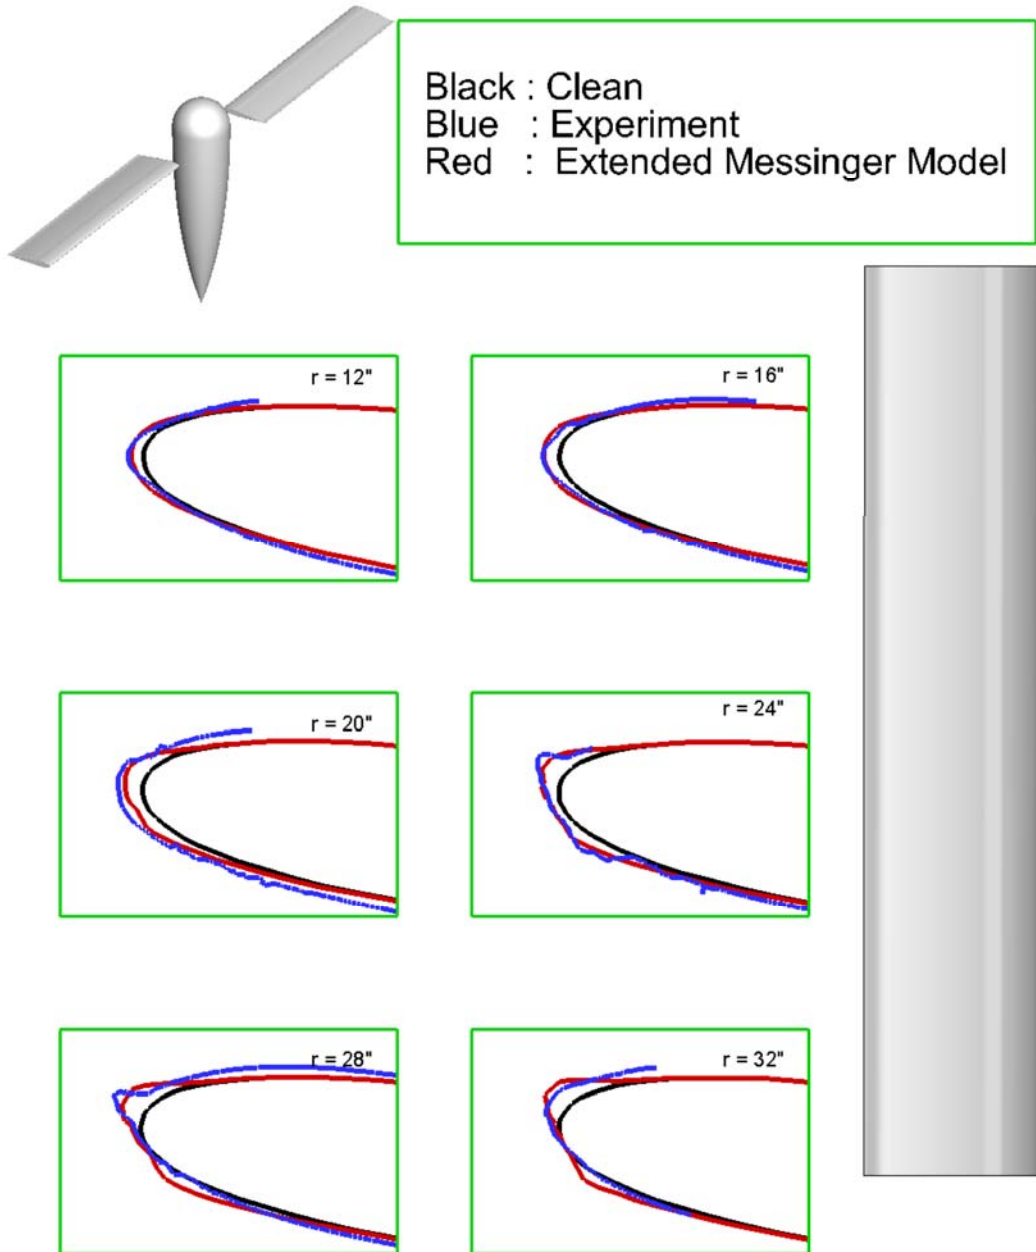 Black : Clean
Blue : Experiment
Red : Extended Messinger Model
r = 12"
r = 16"
r = 20"
r = 24"
r = 28"
r = 32"